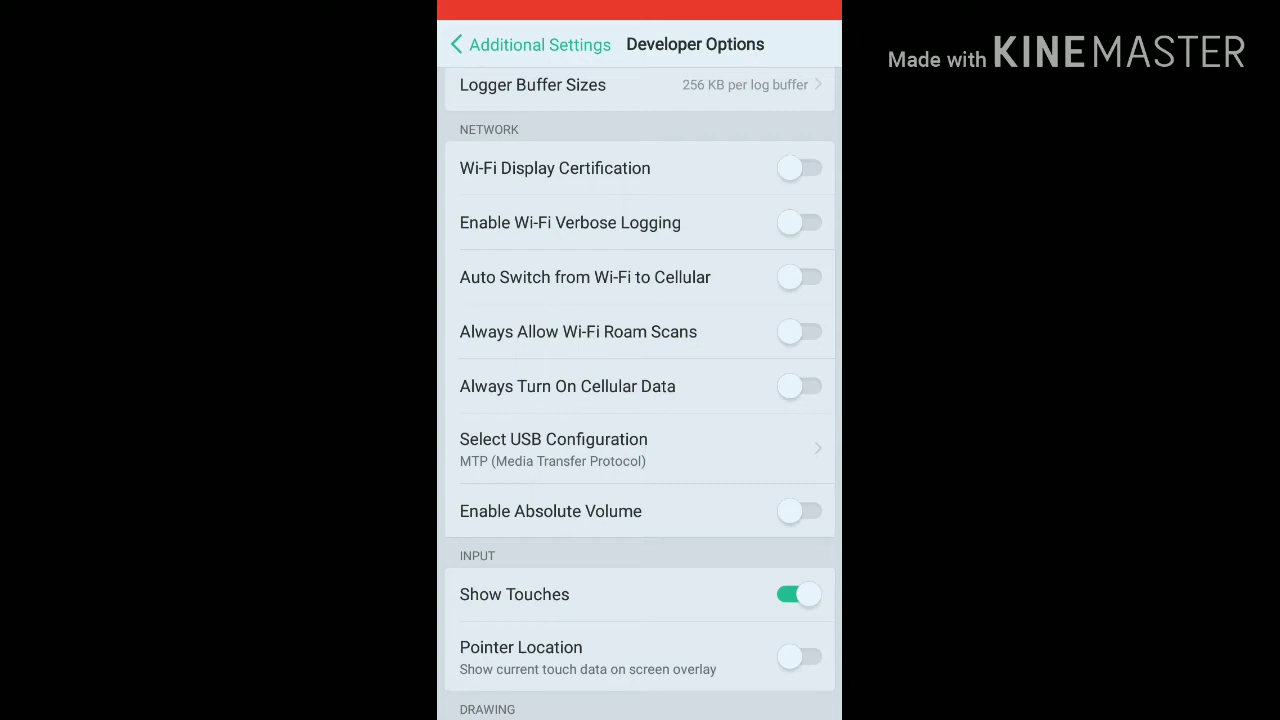 Additional Settings Developer Options
Made with KINEMASTER
Logger Buffer Sizes 256 KB per log buffer
NETWORK
Wi-Fi Display Certification
Enable Wi-Fi Verbose Logging
Auto Switch from Wi-Fi to Cellular
Always Allow Wi-Fi Roam Scans
Always Turn On Cellular Data
Select USB Configuration
MTP (Media Transfer Protocol)
Enable Absolute Volume
INPUT
Show Touches
Pointer Location
Show current touch data on screen overlay
DRAWING